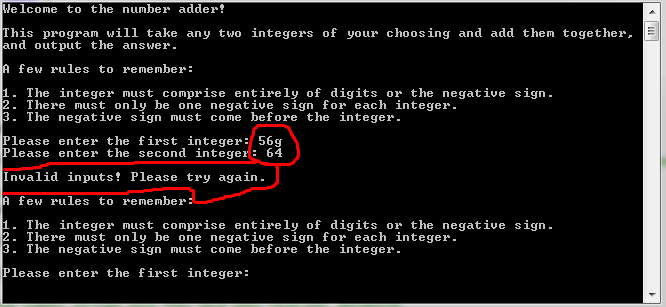 Welcome to the number adder!
This program will take any two integers of your choosing and add them together,
and output the answer.
A few rules to remember:
1. The integer must comprise entirely of digits or the negative sign.
2. There must only be one negative sign for each integer.
3. The negative sign must come before the integer.
Please enter the first integer: 56g
Please enter the second integer: 64
Invalid inputs! Please try again.
A few rules to remember:
1. The integer must comprise entirely of digits or the negative sign.
2. There must only be one negative sign for each integer.
3. The negative sign must come before the integer.
Please enter the first integer: